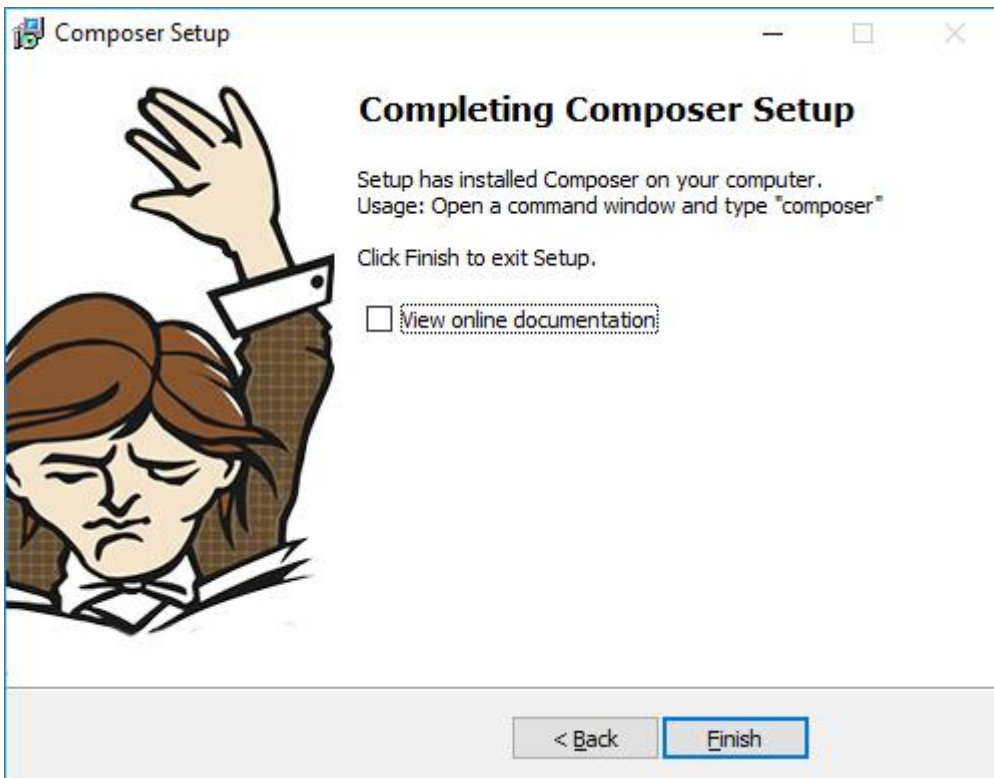 Composer Setup
Completing Composer Setup
Setup has installed Composer on your computer.
Usage: Open a command window and type "composer"
Click Finish to exit Setup.
View online documentation
< Back
Finish